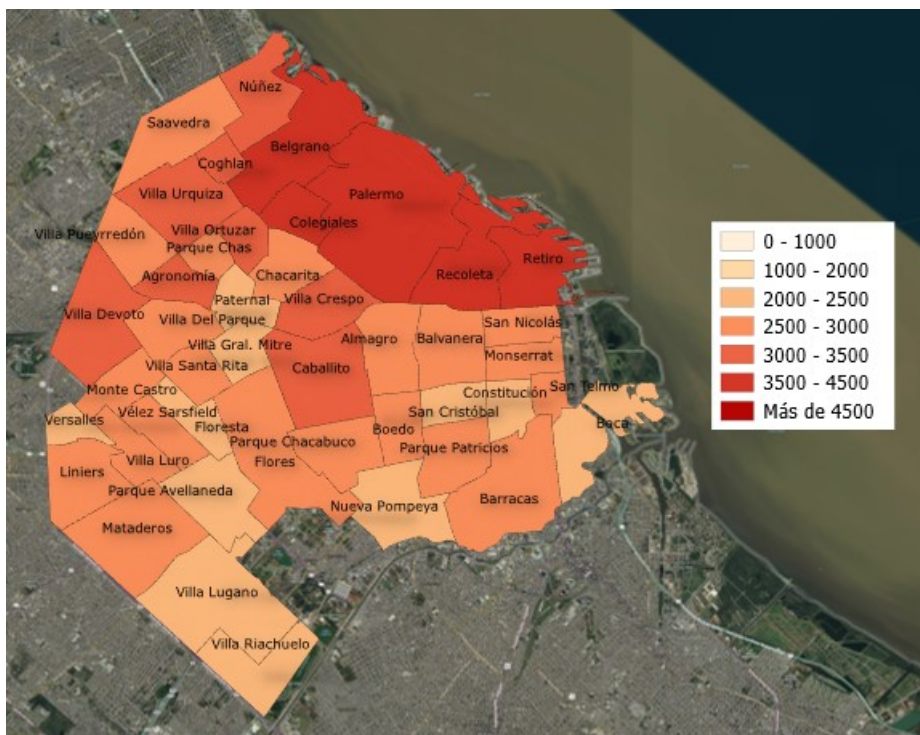 Núñez
Saavedra
Belgrano
Coghlan
Villa Urquiza
Palermo
Colegiales
Villa Ortuzar
Villa Pueyrredón
Parque Chas
Retiro
Agronomía
Chacarita
Recoleta
Paternal
Villa Crespo
Villa Devoto
Villa Del Parque
San Nicolás
Almagro
Balvanera
Villa Gral. Mitre
Monserrat
Villa Santa Rita
Caballito
San Telmo
Monte Castro
Constitución
Versalles
Vélez Sarsfield
San Cristóbal
Floresta
Boca
Boedo
Parque Chacabuco
Parque Patricios
Villa Luro
Flores
Liniers
Parque Avellaneda
Barracas
Nueva Pompeya
Mataderos
Villa Lugano
Villa Riachuelo
0 - 1000
1000 - 2000
2000 - 2500
2500 - 3000
3000 - 3500
3500 - 4500
Más de 4500